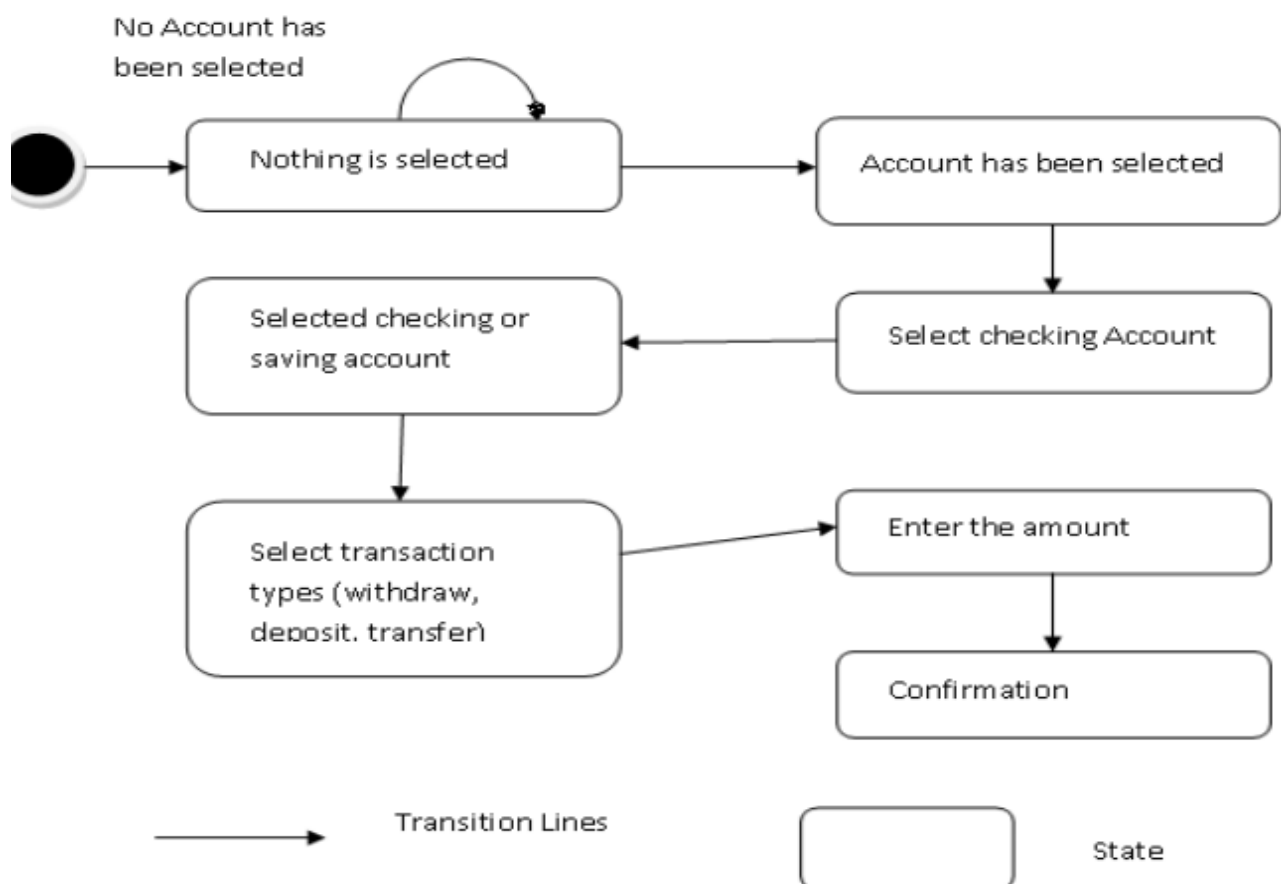 No Account has
been selected
Nothing is selected
Account has been selected
Selected checking or
saving account
Select checking Account
Select transaction
types (withdraw,
deposit, transfer)
Enter the amount
Confirmation
Transition Lines
State